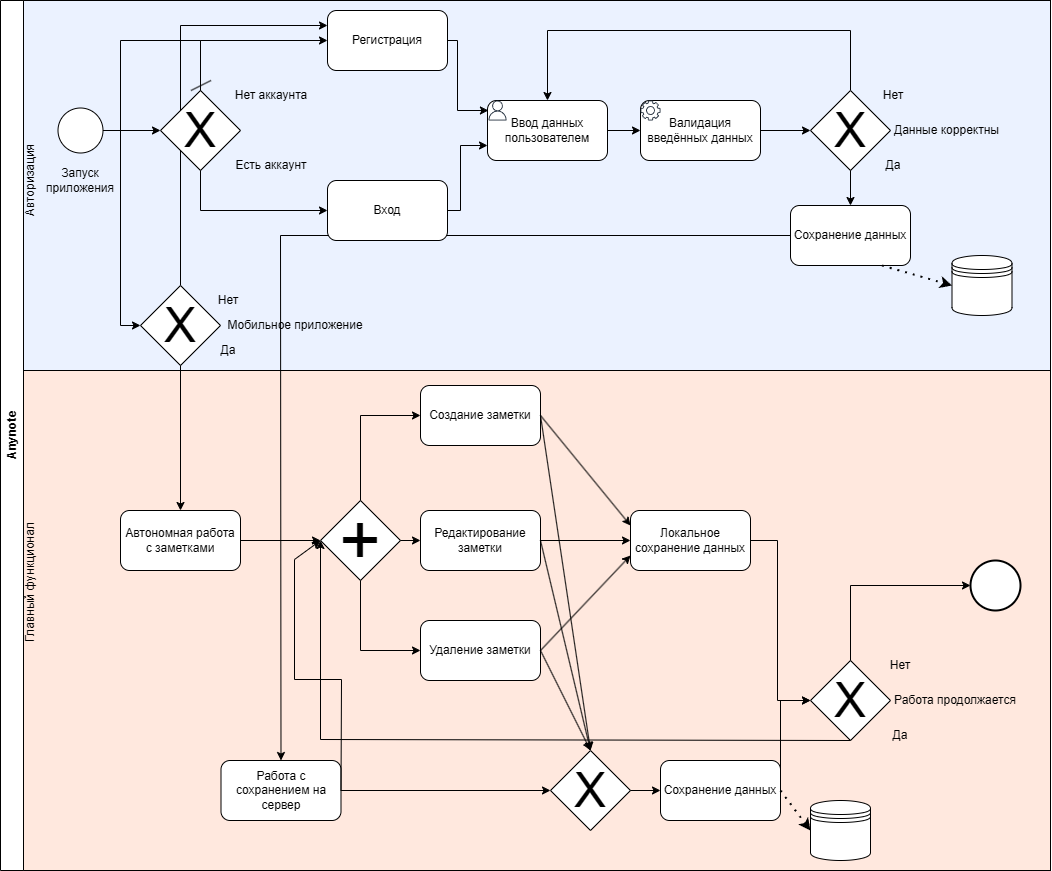 Anynote
Авторизация
Запуск
приложения
Нет аккаунта
Есть аккаунт
Регистрация
Вход
Ввод данных
пользователем
Валидация
введённых данных
Нет
Данные корректны
Да
Сохранение данных
Нет
Мобильное приложение
Да
Главный функционал
Автономная работа
с заметками
Создание заметки
Редактирование
заметки
Удаление заметки
Локальное
сохранение данных
Нет
Работа продолжается
Да
Работа с
сохранением на
сервер
Сохранение данных